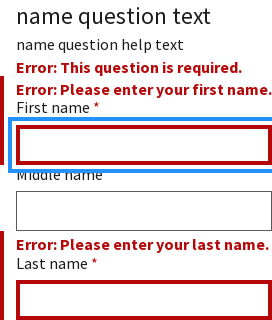 name question text
name question help text
Error: This question is required.
Error: Please enter your first name.
First name *
Middle name
Error: Please enter your last name.
Last name *